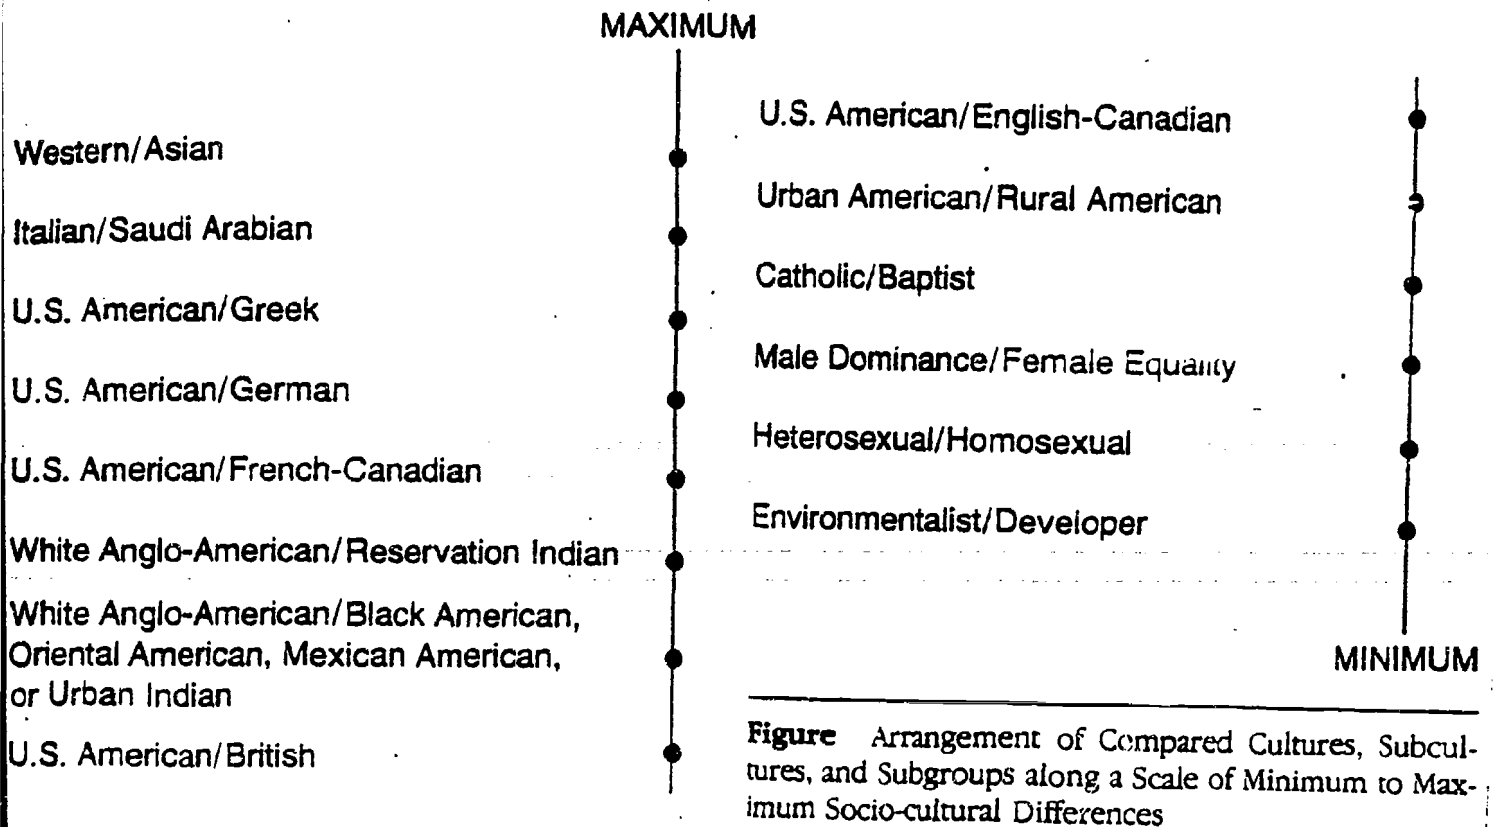 MAXIMUM
Western/Asian
Italian/Saudi Arabian
U.S. American/Greek
U.S. American/German
U.S. American/French-Canadian
White Anglo-American/Reservation Indian
White Anglo-American/Black American,
Oriental American, Mexican American,
or Urban Indian
U.S. American/British
U.S. American/English-Canadian
Urban American/Rural American
Catholic/Baptist
Male Dominance/Female Equality
Heterosexual/Homosexual
Environmentalist/Developer
MINIMUM
Figure Arrangement of Compared Cultures, Subcul-
tures, and Subgroups along a Scale of Minimum to Max-
imum Socio-cultural Differences